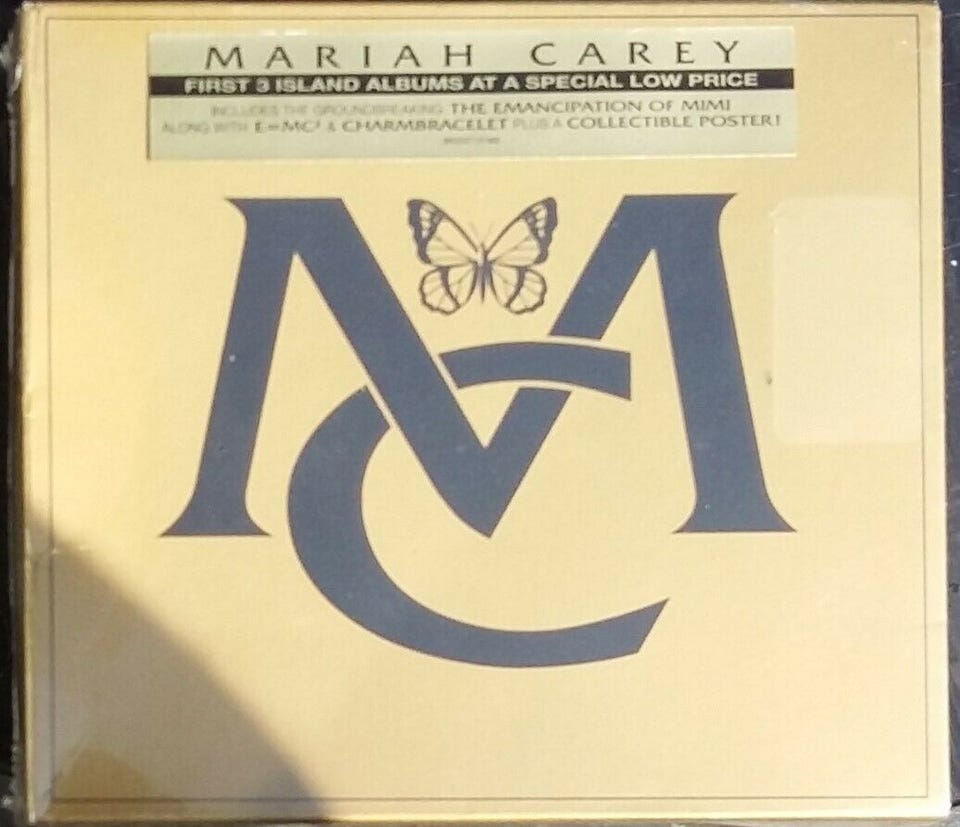 MARIAH CAREY
FIRST 3 ISLAND ALBUMS AT A SPECIAL LOW PRICE
INCLUDES THE GROUNDBREAKING THE EMANCIPATION OF MIMI
ALONG WITH E=MC² & CHARMBRACELET PLUS A COLLECTIBLE POSTER!
MC